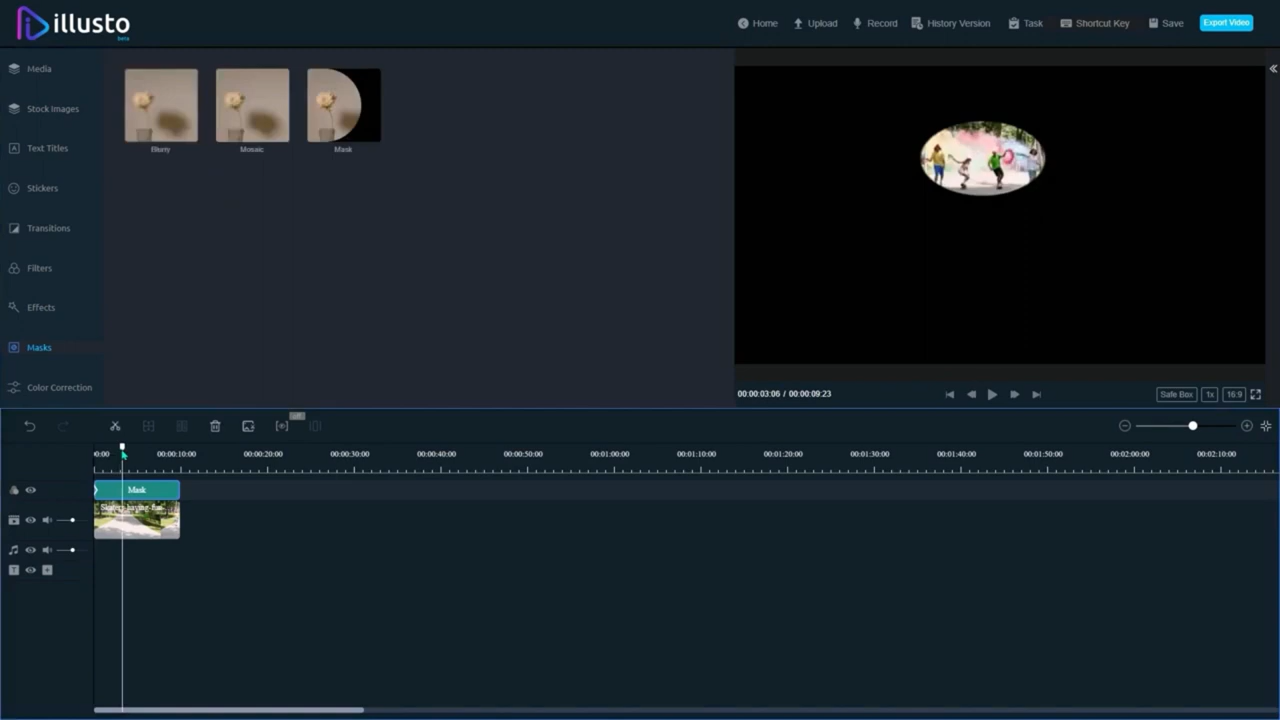 illusto
beta
Home
Upload
Record
History Version
Task
Shortcut Key
Save
Export Video
Media
Stock Images
Text Titles
Stickers
Transitions
Filters
Effects
Masks
Color Correction
Blurry
Mosaic
Mask
00:00:03:06 / 00:00:09:23
Safe Box
1x
16:9
off
00:00
00:00:10:00
00:00:20:00
00:00:30:00
00:00:40:00
00:00:50:00
00:01:00:00
00:01:10:00
00:01:20:00
00:01:30:00
00:01:40:00
00:01:50:00
00:02:00:00
00:02:10:00
Mask
Skaters having fun